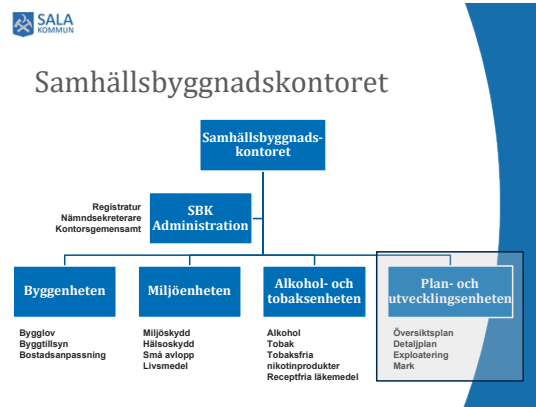 SALA
KOMMUN
Samhällsbyggnadskontoret
Samhällsbyggnads-
kontoret
Registratur
Nämndsekreterare
Kontorsgemensamt
SBK
Administration
Byggenheten
Miljöenheten
Alkohol- och
tobaksenheten
Plan- och
utvecklingsenheten
Bygglov
Byggtillsyn
Bostadsanpassning
Miljöskydd
Hälsoskydd
Små avlopp
Livsmedel
Alkohol
Tobak
Tobaksfria
nikotinprodukter
Receptfria läkemedel
Översiktsplan
Detaljplan
Exploatering
Mark